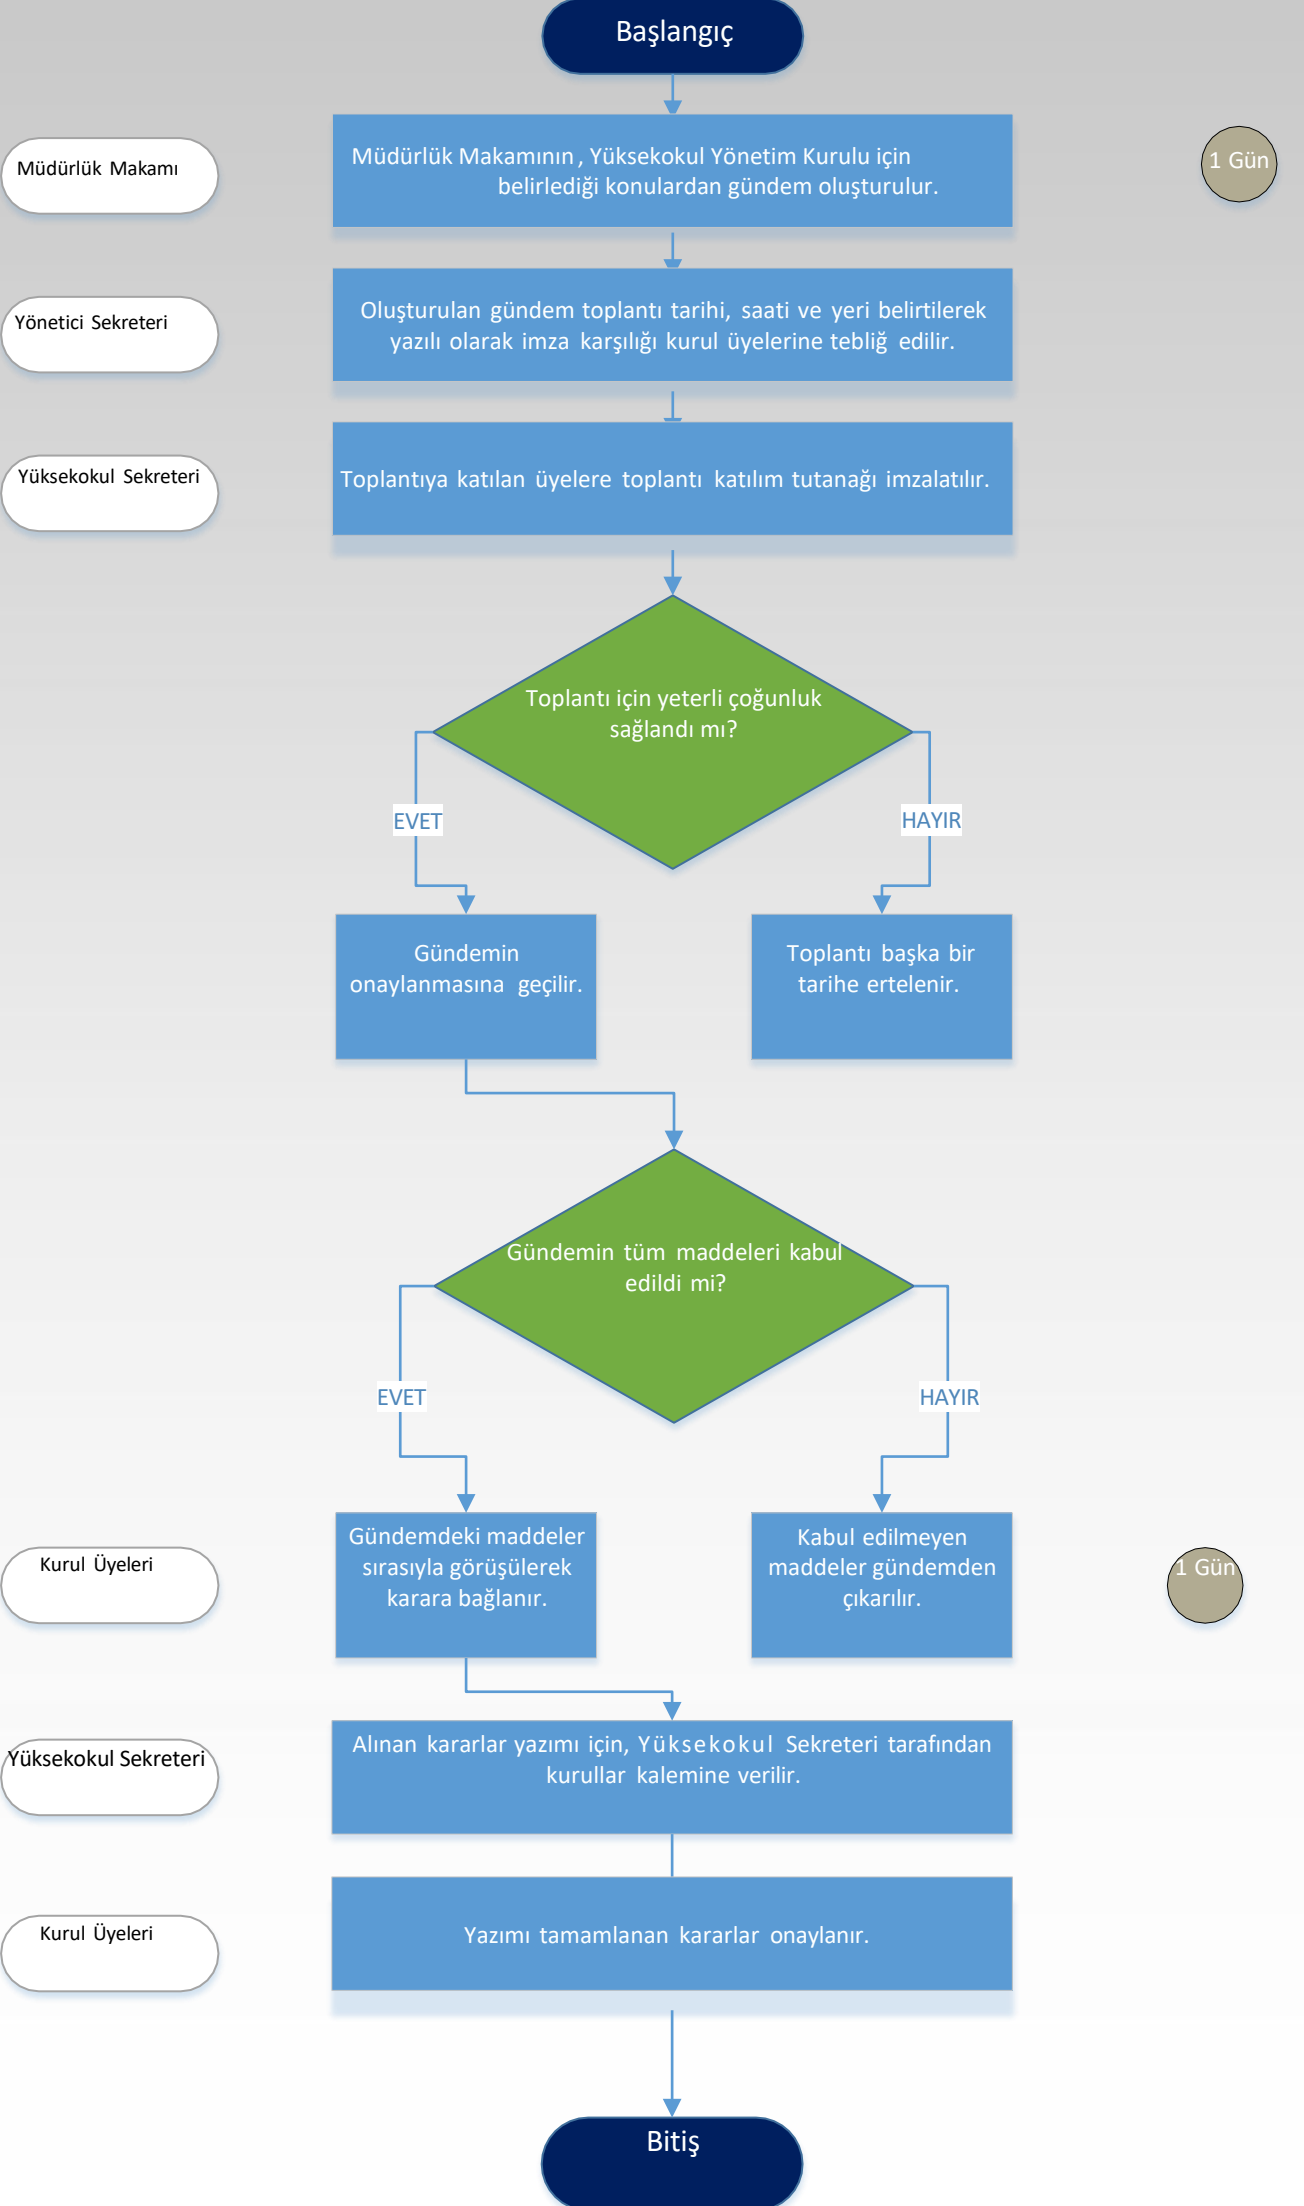 Başlangıç
Müdürlük Makamı
Müdürlük Makamının , Yüksekokul Yönetim Kurulu için
belirlediği konulardan gündem oluşturulur.
1 Gün
Yönetici Sekreteri
Oluşturulan gündem toplantı tarihi, saati ve yeri belirtilerek
yazılı olarak imza karşılığı kurul üyelerine tebliğ edilir.
Yüksekokul Sekreteri
Toplantıya katılan üyelere toplantı katılım tutanağı imzalatılır.
Toplantı için yeterli çoğunluk
sağlandı mı?
EVET
HAYIR
Gündemin
onaylanmasına geçilir.
Toplantı başka bir
tarihe ertelenir.
Gündemin tüm maddeleri kabul
edildi mi?
EVET
HAYIR
Kurul Üyeleri
Gündemdeki maddeler
sırasıyla görüşülerek
karara bağlanır.
Kabul edilmeyen
maddeler gündemden
çıkarılır.
1 Gün
Yüksekokul Sekreteri
Alınan kararlar yazımı için, Yüksekokul Sekreteri tarafından
kurullar kalemine verilir.
Kurul Üyeleri
Yazımı tamamlanan kararlar onaylanır.
Bitiş